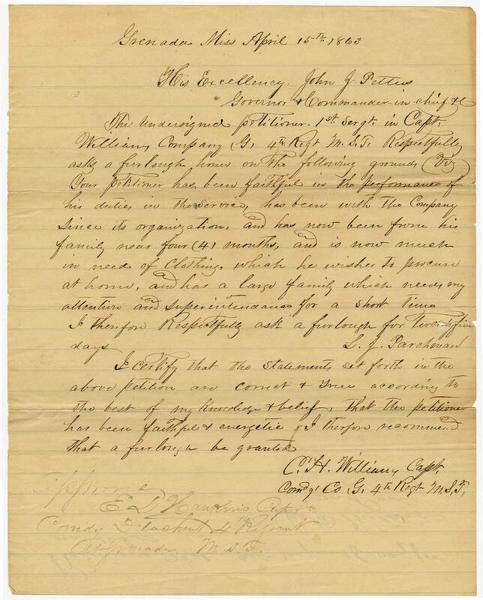 Grenada Miss April 15th 1863
His Excellency John J Pettus
Governor & Commander in chief &c
The Undersigned petitioner 1st Sergt. in Capt.
Williams Company (G) 4th Regt M.S.T. Respectfully
asks a furlough home on the following grounds (Viz)
Your petitioner has been faithful in the performance of
his duties in the service, has been with the Company
since its organization, and has now been from his
family near four (4) months, and is now much
in need of Clothing which he wishes to procure
at home, and has a large family which needs my
attention and Superintendance for a short time
I therefore Respectfully ask a furlough for twenty five
days
L. J. Parchman
I certify that the statements set forth in the
above petition are correct & true according to
the best of my knowledge & belief, that the petitioner
has been faithful & energetic & I therefore recommend
that a furlough be granted
C. H. Williams Capt.
Comdg Co. G. 4th Regt M.S.T.
Approved
E D Hawkins Capt
Comdg Detachment 4 Regiment
M.S.T.